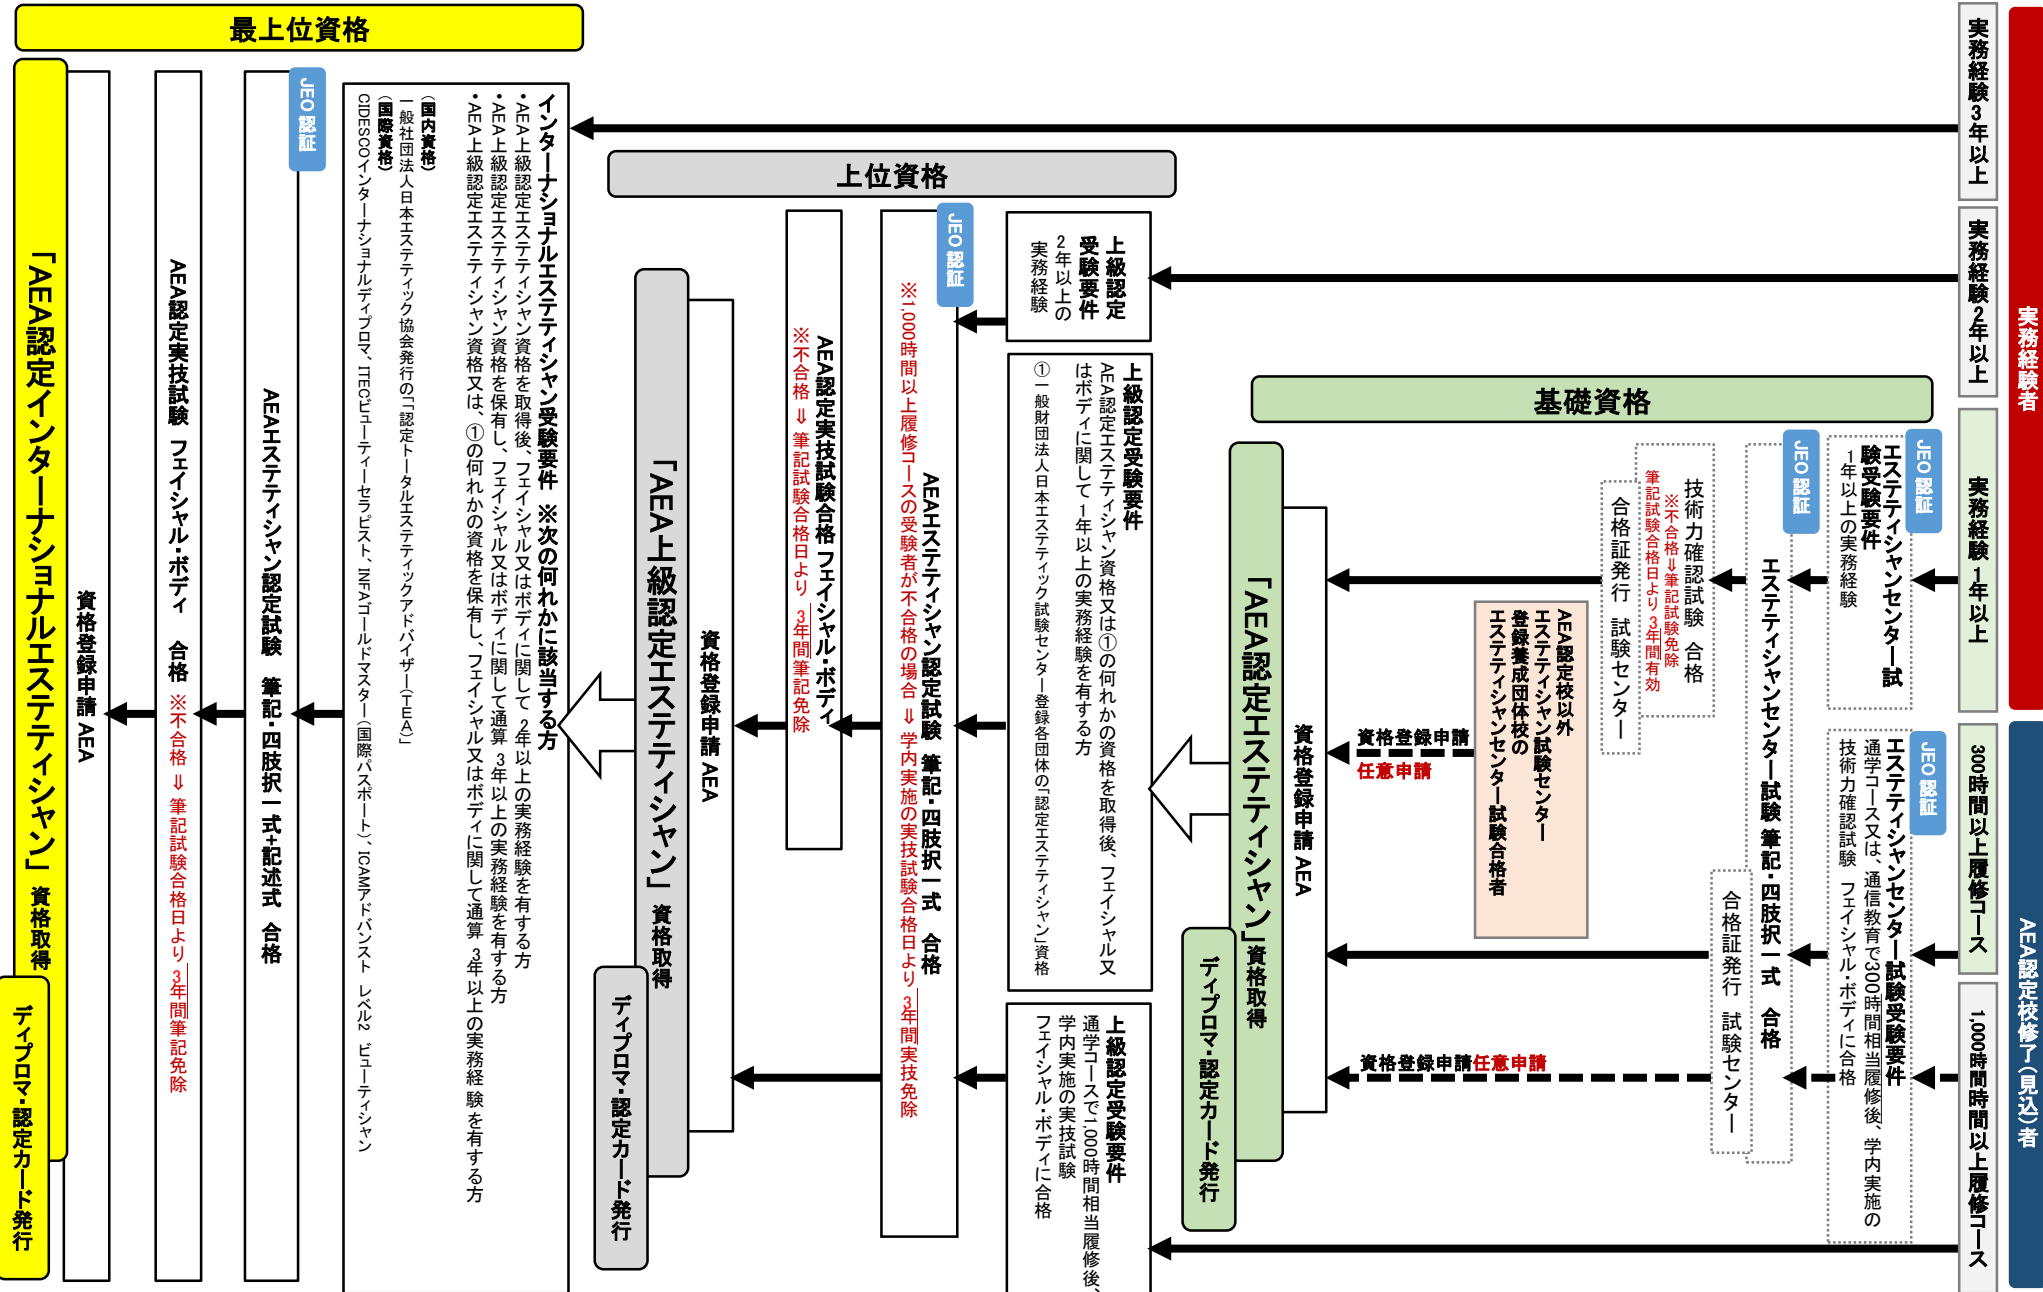 実務経験者
AEA認定校修了(見込)者
実務経験3年以上
実務経験2年以上
実務経験1年以上
300時間以上履修コース
1,000時間以上履修コース
基礎資格
JEO認証
エステティシャンセンター試
験受験要件
1年以上の実務経験
JEO認証
エステティシャンセンター試験受験要件
通学コース又は、通信教育で300時間相当履修後、学内実施の
技術力確認試験 フェイシャル・ボディに合格
JEO認証
エステティシャンセンター試験 筆記・四肢択一式 合格
技術力確認試験 合格
※不合格⇒筆記試験免除
筆記試験合格日より 3年間有効
合格証発行 試験センター
合格証発行 試験センター
AEA認定校以外
エステティシャン試験センター
登録養成団体校の
エステティシャンセンター試験合格者
資格登録申請
任意申請
資格登録申請任意申請
資格登録申請 AEA
「AEA認定エステティシャン」資格取得
ディプロマ・認定カード発行
上位資格
上級認定
受験要件
2年以上の
実務経験
上級認定受験要件
AEA認定エステティシャン資格又は①の何れかの資格を取得後、フェイシャル又
はボディに関して 1年以上の実務経験を有する方
①一般財団法人日本エステティック試験センター登録各団体の「認定エステティシャン」資格
上級認定受験要件
通学コースで1,000時間相当履修後、
学内実施の実技試験
フェイシャル・ボディに合格
JEO認証
AEAエステティシャン認定試験 筆記・四肢択一式 合格
※1,000時間以上履修コースの受験者が不合格の場合 ⇒ 学内実施の実技試験合格日より 3年間実技免除
AEA認定実技試験合格 フェイシャル・ボディ
※不合格 ⇒ 筆記試験合格日より 3年間筆記免除
資格登録申請 AEA
「AEA上級認定エステティシャン」 資格取得
ディプロマ・認定カード発行
最上位資格
インターナショナルエステティシャン受験要件 ※次の何れかに該当する方
・AEA上級認定エステティシャン資格を取得後、フェイシャル又はボディに関して 2年以上の実務経験を有する方
・AEA上級認定エステティシャン資格を保有し、フェイシャル又はボディに関して通算 3年以上の実務経験を有する方
・AEA上級認定エステティシャン資格又は、①の何れかの資格を保有し、フェイシャル又はボディに関して通算 3年以上の実務経験を有する方
(国内資格)
一般社団法人日本エステティック協会発行の「認定トータルエステティックアドバイザー(TEA)」
(国際資格)
CIDESCOインターナショナルディプロマ、ITECビューティーセラピスト、INFAゴールドマスター(国際パスポート)、ICAMアドバンスト レベル2 ビューティシャン
JEO認証
AEAエステティシャン認定試験 筆記・四肢択一式+記述式 合格
AEA認定実技試験 フェイシャル・ボディ 合格 ※不合格 ⇒ 筆記試験合格日より 3年間筆記免除
資格登録申請 AEA
「AEA認定インターナショナルエステティシャン」 資格取得
ディプロマ・認定カード発行